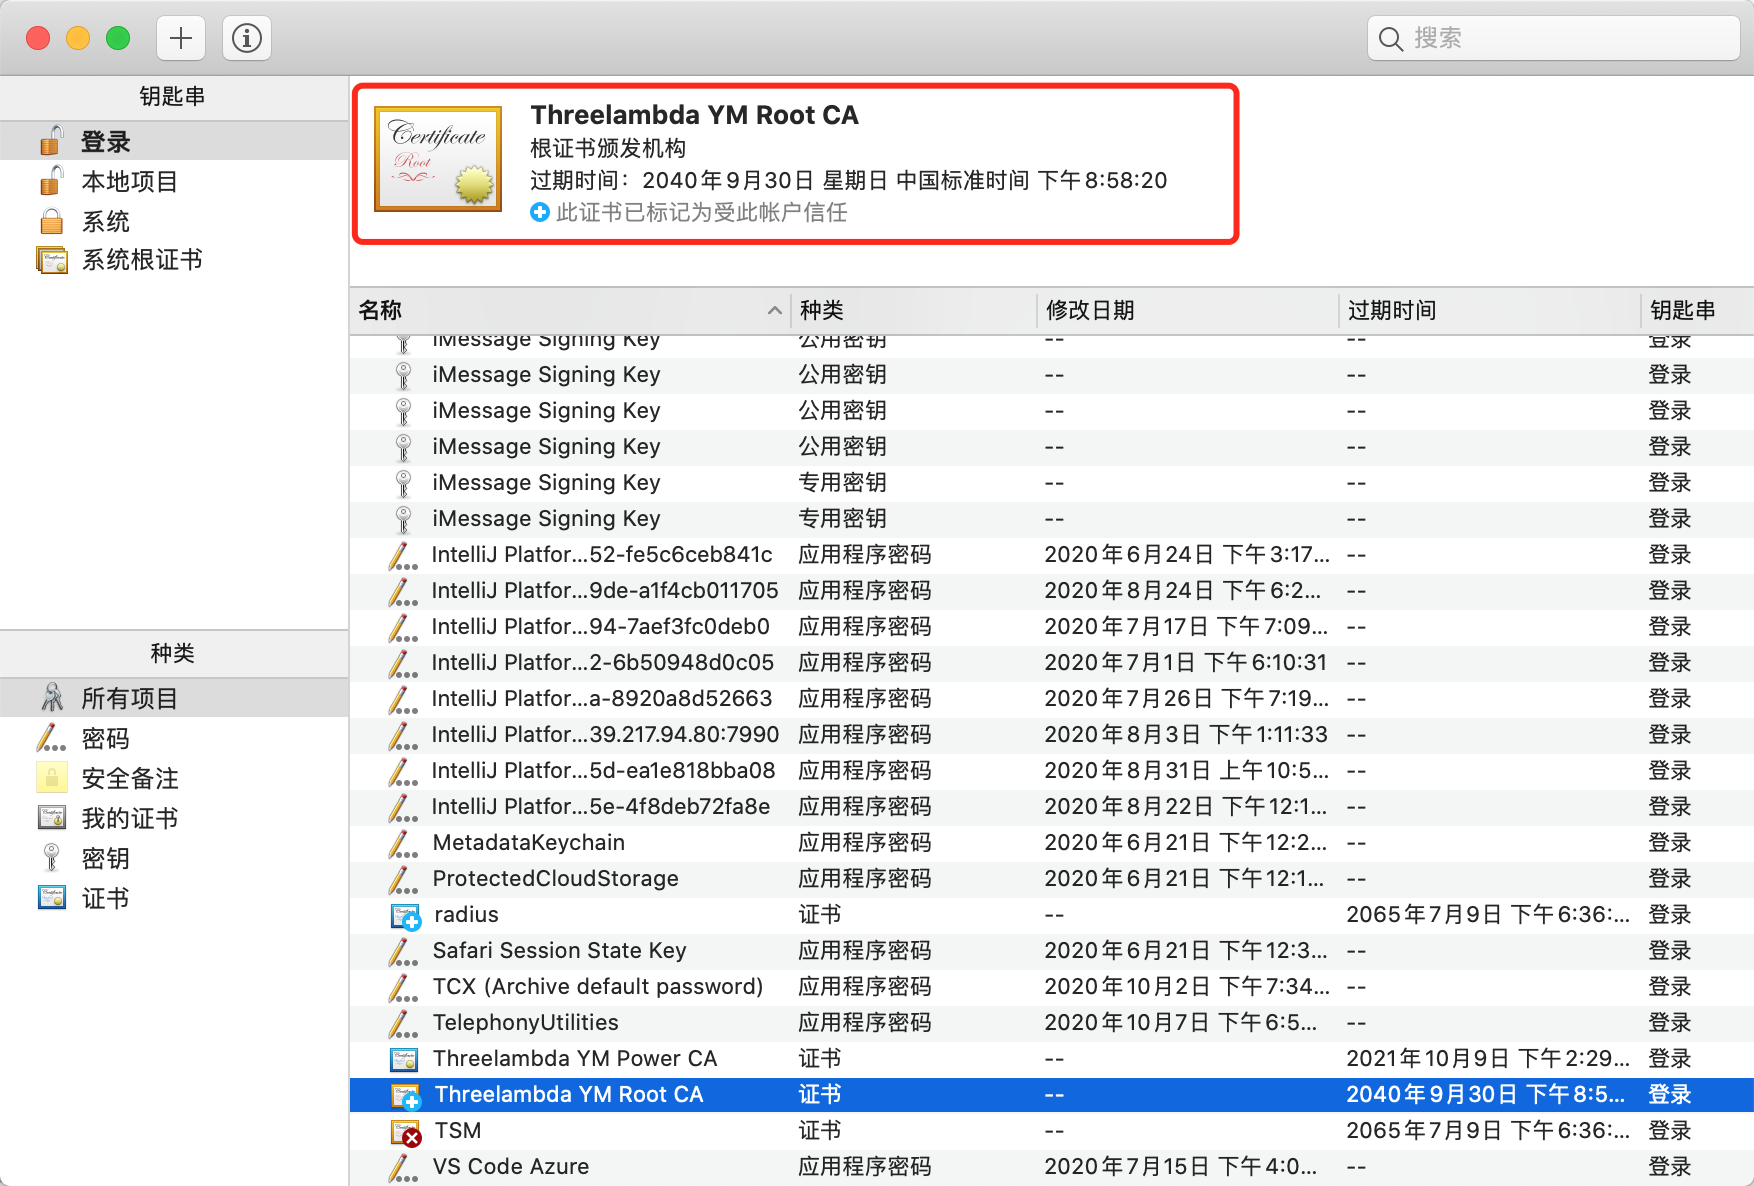 搜索
钥匙串
登录
本地项目
系统
系统根证书
种类
所有项目
密码
安全备注
我的证书
密钥
证书
Certificate
Root
Threelambda YM Root CA
根证书颁发机构
过期时间：2040年9月30日 星期日 中国标准时间 下午8:58:20
此证书已标记为受此帐户信任
名称 种类 修改日期 过期时间 钥匙串
iMessage Signing Key 公用密钥 -- -- 登录
iMessage Signing Key 公用密钥 -- -- 登录
iMessage Signing Key 公用密钥 -- -- 登录
iMessage Signing Key 公用密钥 -- -- 登录
iMessage Signing Key 专用密钥 -- -- 登录
iMessage Signing Key 专用密钥 -- -- 登录
IntelliJ Platfor...52-fe5c6ceb841c 应用程序密码 2020年6月24日 下午3:17... -- 登录
IntelliJ Platfor...9de-a1f4cb011705 应用程序密码 2020年8月24日 下午6:2... -- 登录
IntelliJ Platfor...94-7aef3fc0deb0 应用程序密码 2020年7月17日 下午7:09... -- 登录
IntelliJ Platfor...2-6b50948d0c05 应用程序密码 2020年7月1日 下午6:10:31 -- 登录
IntelliJ Platfor...a-8920a8d52663 应用程序密码 2020年7月26日 下午7:19... -- 登录
IntelliJ Platfor...39.217.94.80:7990 应用程序密码 2020年8月3日 下午1:11:33 -- 登录
IntelliJ Platfor...5d-ea1e818bba08 应用程序密码 2020年8月31日 上午10:5... -- 登录
IntelliJ Platfor...5e-4f8deb72fa8e 应用程序密码 2020年8月22日 下午12:1... -- 登录
MetadataKeychain 应用程序密码 2020年6月21日 下午12:2... -- 登录
ProtectedCloudStorage 应用程序密码 2020年6月21日 下午12:1... -- 登录
radius 证书 -- 2065年7月9日 下午6:36:... 登录
Safari Session State Key 应用程序密码 2020年6月21日 下午12:3... -- 登录
TCX (Archive default password) 应用程序密码 2020年10月2日 下午7:34... -- 登录
TelephonyUtilities 应用程序密码 2020年10月7日 下午6:5... -- 登录
Threelambda YM Power CA 证书 -- 2021年10月9日 下午2:29... 登录
Threelambda YM Root CA 证书 -- 2040年9月30日 下午8:5... 登录
TSM 证书 -- 2065年7月9日 下午6:36:... 登录
VS Code Azure 应用程序密码 2020年7月15日 下午4:0... -- 登录